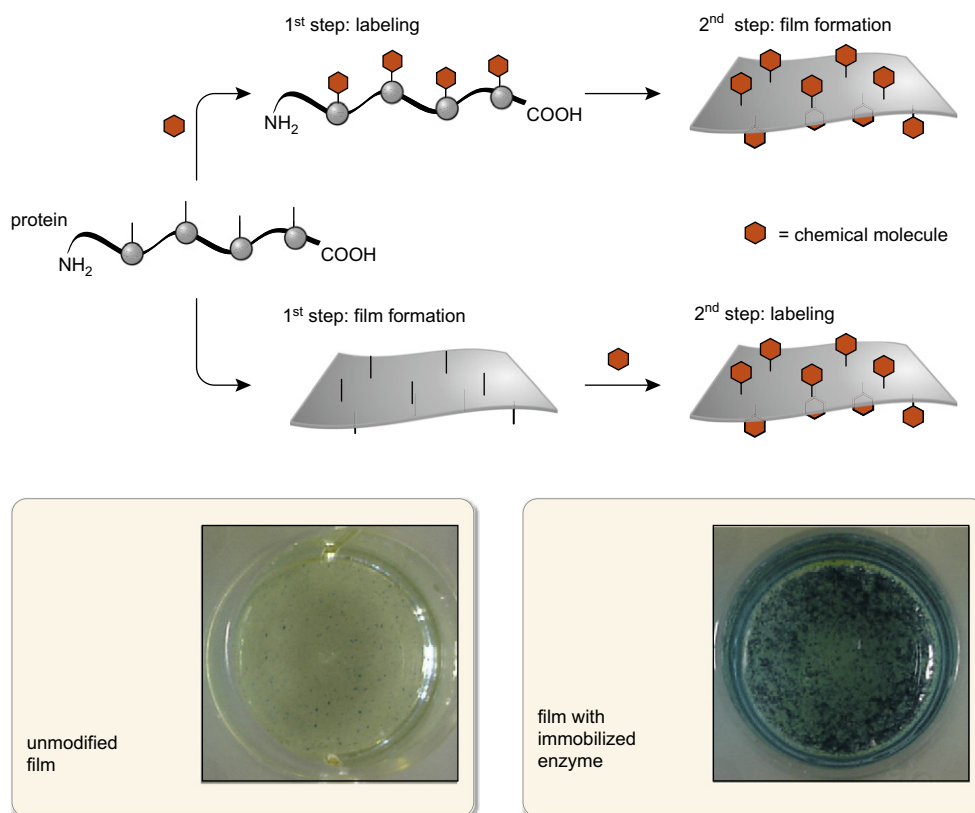 1st step: labeling
2nd step: film formation
NH2
COOH
protein
NH2
COOH
= chemical molecule
1st step: film formation
2nd step: labeling
unmodified
film
film with
immobilized
enzyme